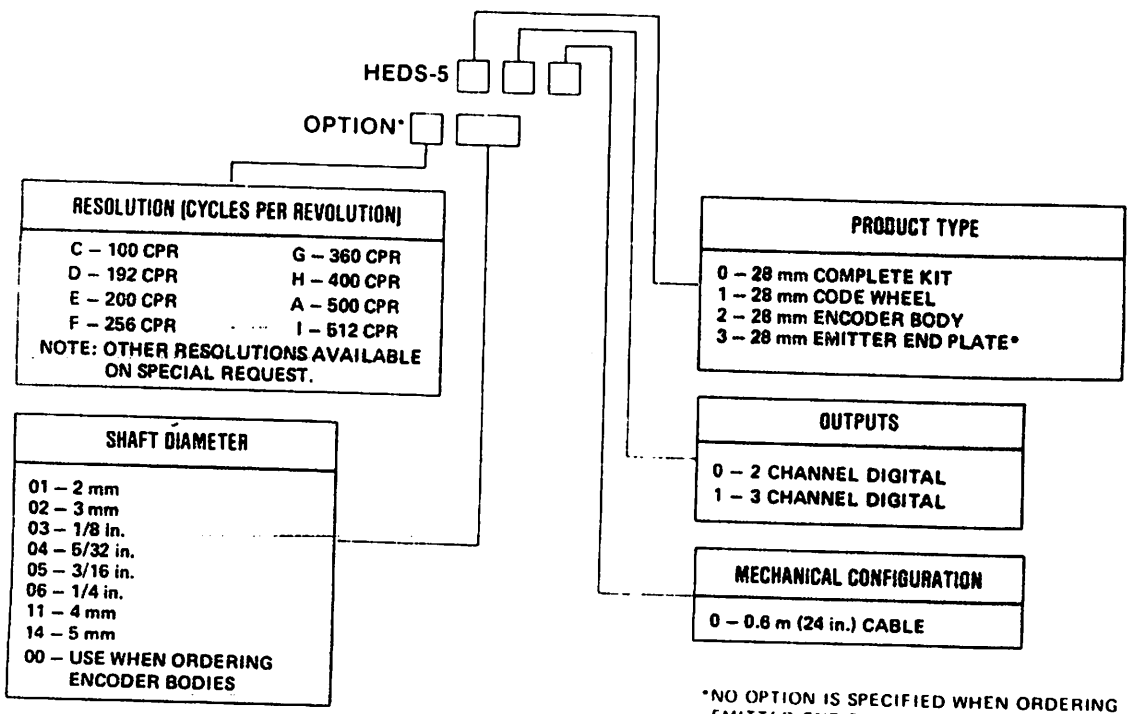 HEDS-5
OPTION*
RESOLUTION (CYCLES PER REVOLUTION)
C – 100 CPR G – 360 CPR
D – 192 CPR H – 400 CPR
E – 200 CPR A – 500 CPR
F – 256 CPR I – 512 CPR
NOTE: OTHER RESOLUTIONS AVAILABLE
ON SPECIAL REQUEST.
SHAFT DIAMETER
01 – 2 mm
02 – 3 mm
03 – 1/8 in.
04 – 5/32 in.
05 – 3/16 in.
06 – 1/4 in.
11 – 4 mm
14 – 5 mm
00 – USE WHEN ORDERING
ENCODER BODIES
PRODUCT TYPE
0 – 28 mm COMPLETE KIT
1 – 28 mm CODE WHEEL
2 – 28 mm ENCODER BODY
3 – 28 mm EMITTER END PLATE*
OUTPUTS
0 – 2 CHANNEL DIGITAL
1 – 3 CHANNEL DIGITAL
MECHANICAL CONFIGURATION
0 – 0.6 m (24 in.) CABLE
*NO OPTION IS SPECIFIED WHEN ORDERING